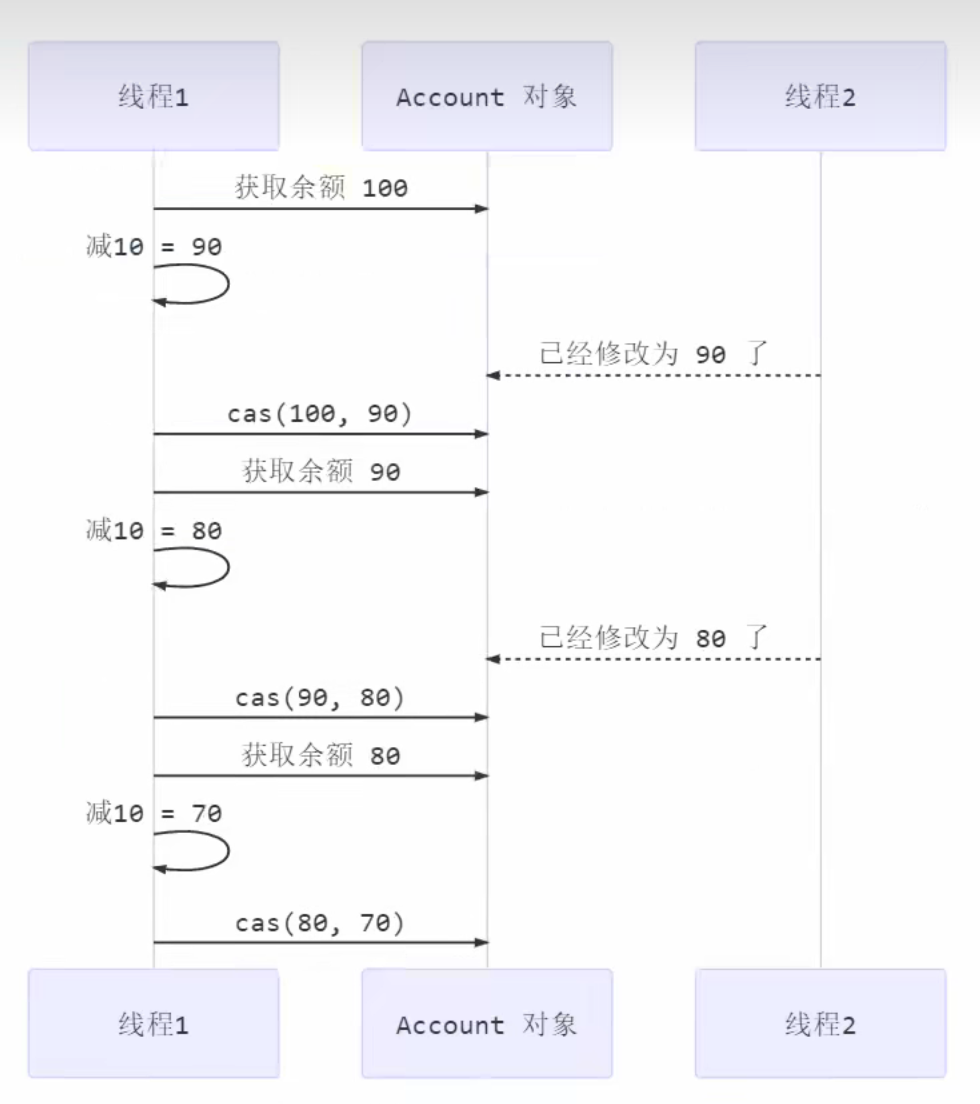 线程1
Account 对象
线程2
获取余额 100
减10 = 90
已经修改为 90 了
cas(100, 90)
获取余额 90
减10 = 80
已经修改为 80 了
cas(90, 80)
获取余额 80
减10 = 70
cas(80, 70)
线程1
Account 对象
线程2